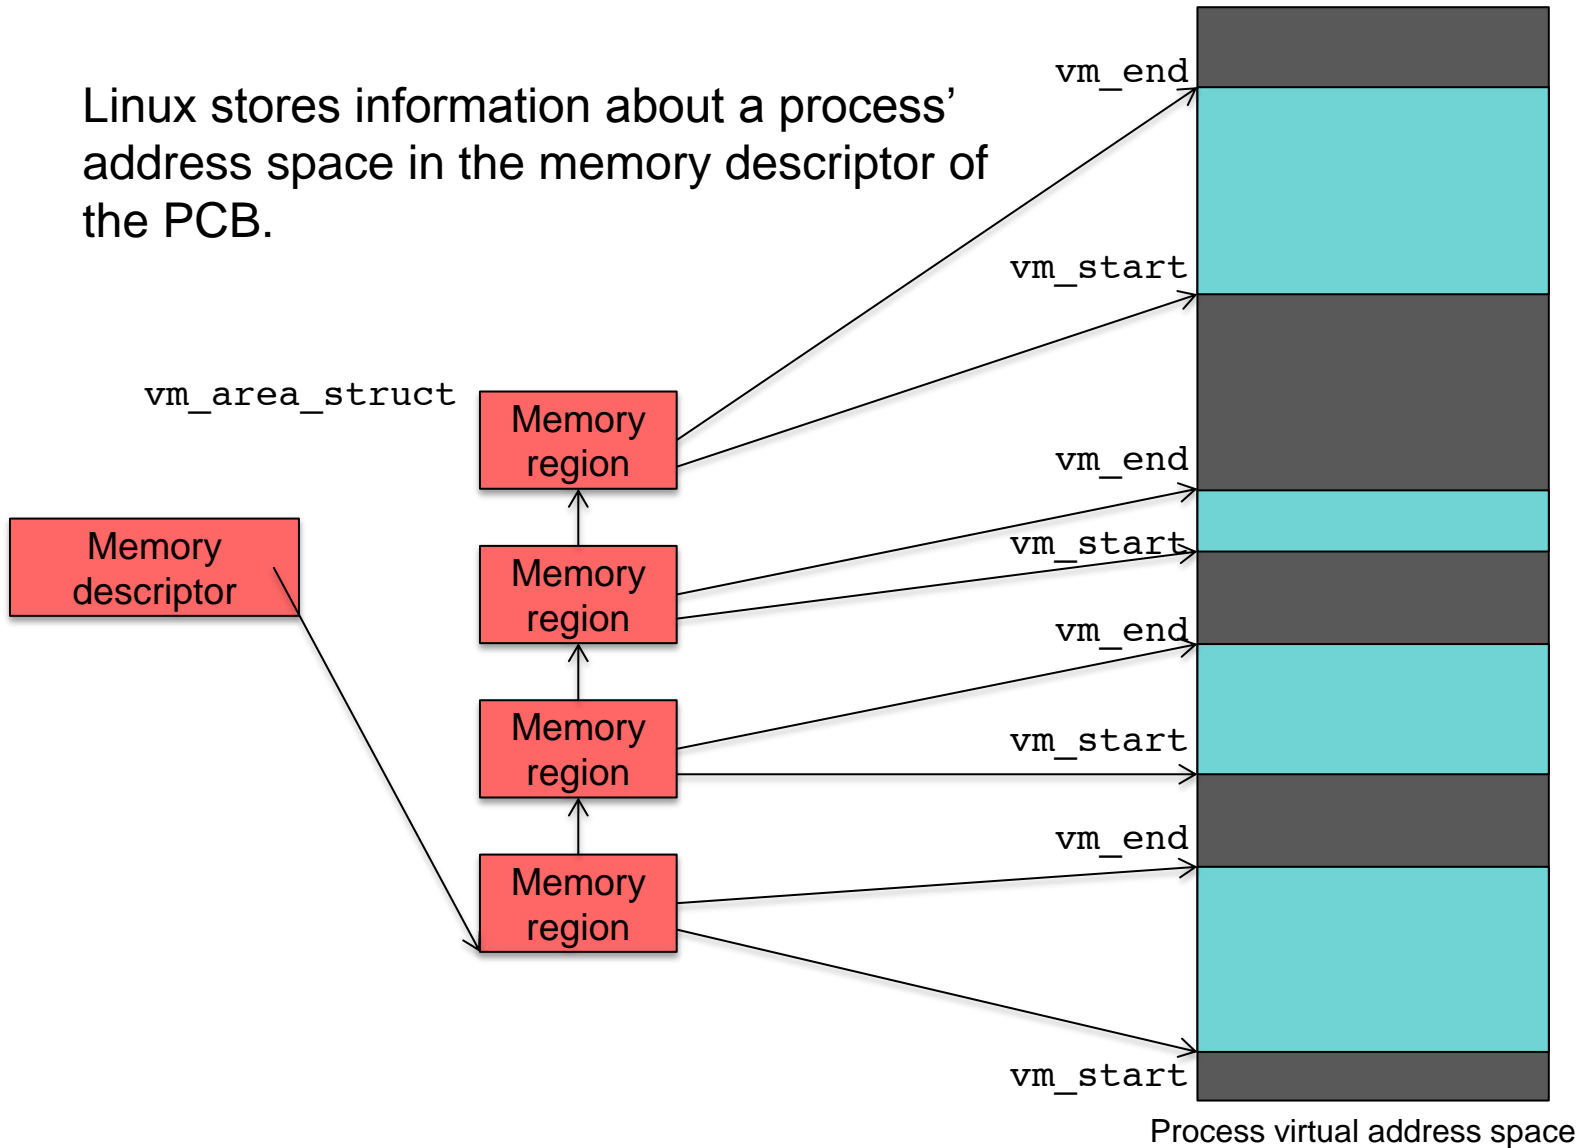 Linux stores information about a process’
address space in the memory descriptor of
the PCB.
vm_end
vm_start
vm_area_struct
Memory
region
vm_end
Memory
descriptor
vm_start
Memory
region
vm_end
Memory
region
vm_start
vm_end
Memory
region
vm_start
Process virtual address space